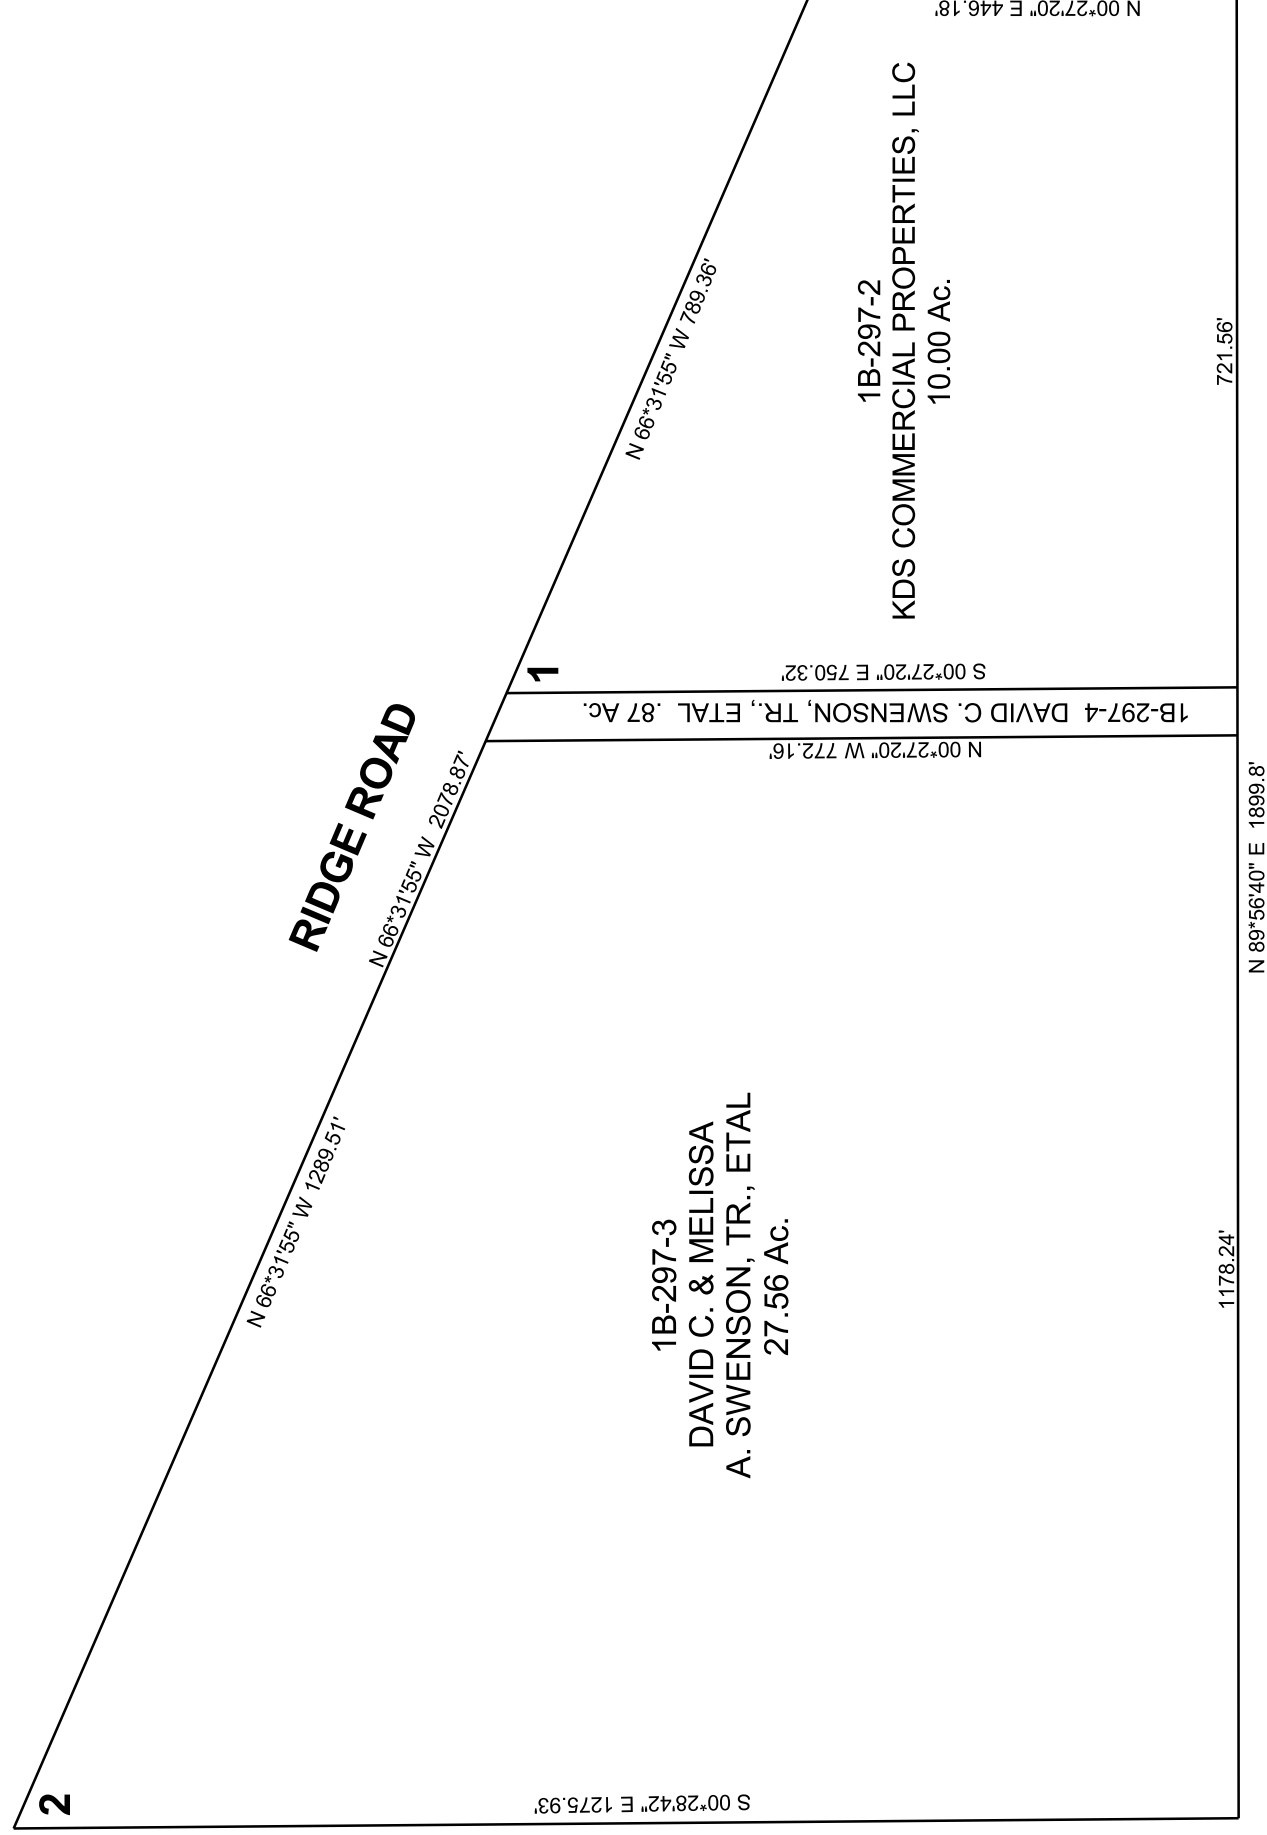 N 00*27'20" E 446.18'
RIDGE ROAD
N 66*31'55" W 789.36'
N 66*31'55" W  2078.87'
N 66*31'55" W 1289.51'
1
2
1B-297-2
KDS COMMERCIAL PROPERTIES, LLC
10.00 Ac.
721.56'
S 00*27'20" E 750.32'
1B-297-4  DAVID C. SWENSON, TR., ETAL  .87 Ac.
N 00*27'20" W 772.16'
N 89*56'40" E  1899.8'
1B-297-3
DAVID C. & MELISSA
A. SWENSON, TR., ETAL
27.56 Ac.
1178.24'
S 00*28'42" E 1275.93'